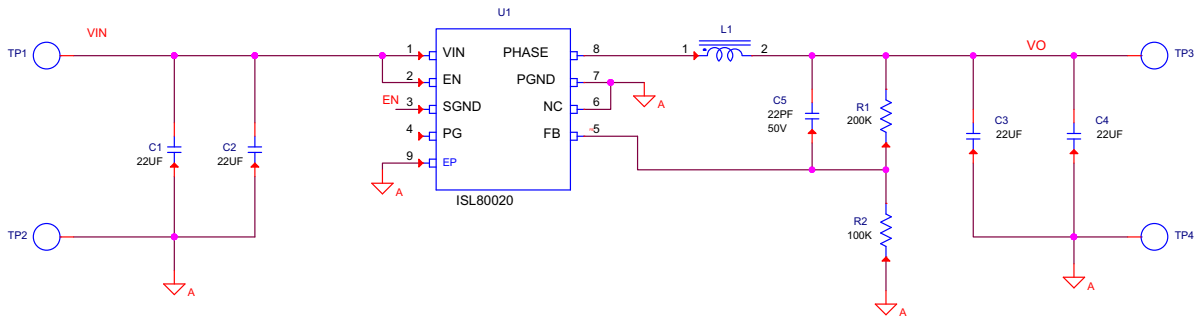 U1
VIN
TP1
1 VIN
PHASE 8
1 L1 2
VO
TP3
2 EN
PGND 7
A
EN 3 SGND
NC 6
4 PG
FB 5
9 EP
A
ISL80020
C1
22UF
C2
22UF
C5
22PF
50V
R1
200K
C3
22UF
C4
22UF
TP2
R2
100K
TP4
A
A
A